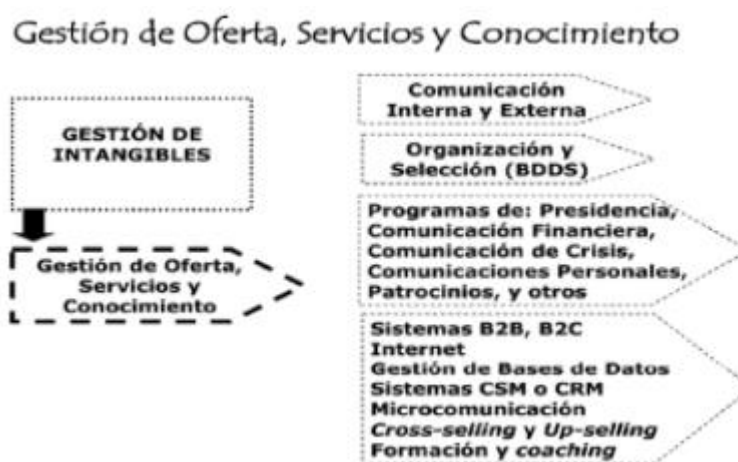 Gestión de Oferta, Servicios y Conocimiento
GESTIÓN DE
INTANGIBLES
Gestión de Oferta,
Servicios y
Conocimiento
Comunicación
Interna y Externa
Organización y
Selección (BDDS)
Programas de: Presidencia,
Comunicación Financiera,
Comunicación de Crisis,
Comunicaciones Personales,
Patrocinios, y otros
Sistemas B2B, B2C
Internet
Gestión de Bases de Datos
Sistemas CSM o CRM
Microcomunicación
Cross-selling y Up-selling
Formación y coaching